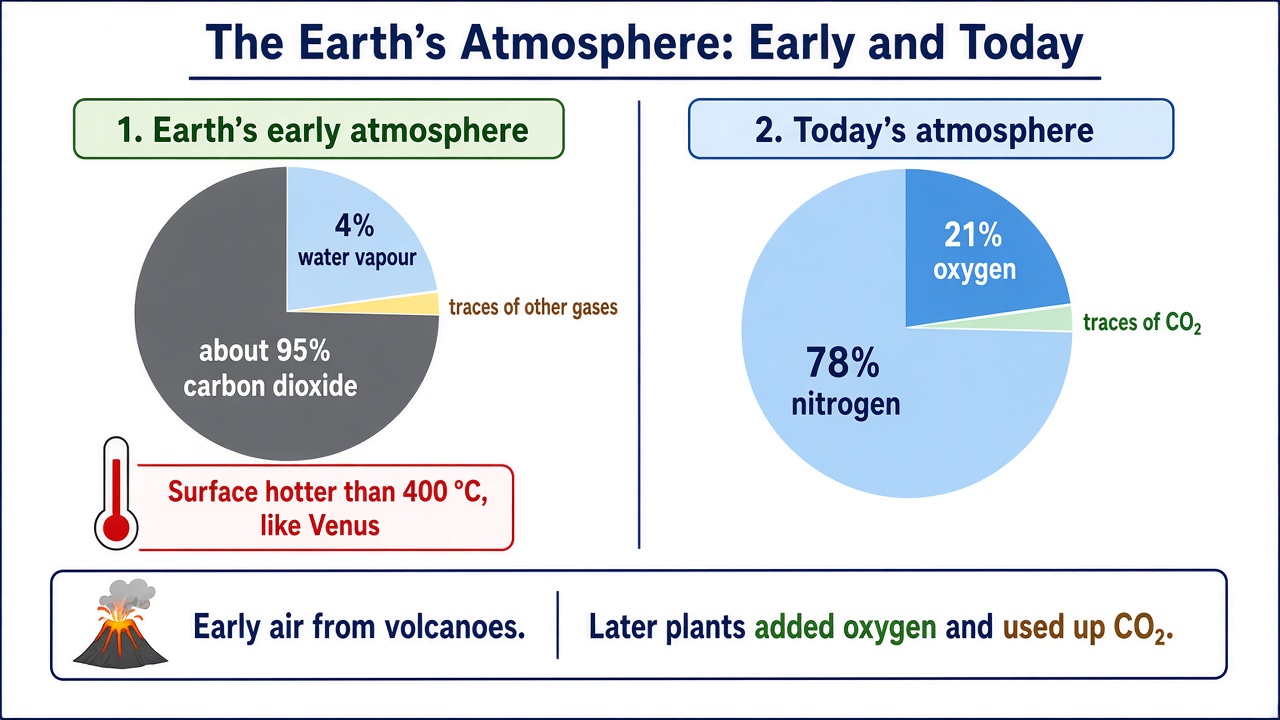 The Earth’s Atmosphere: Early and Today
1. Earth’s early atmosphere
4%
water vapour
traces of other gases
about 95%
carbon dioxide
Surface hotter than 400 °C,
like Venus
2. Today’s atmosphere
21%
oxygen
traces of CO₂
78%
nitrogen
Early air from volcanoes.
Later plants added oxygen and used up CO₂.